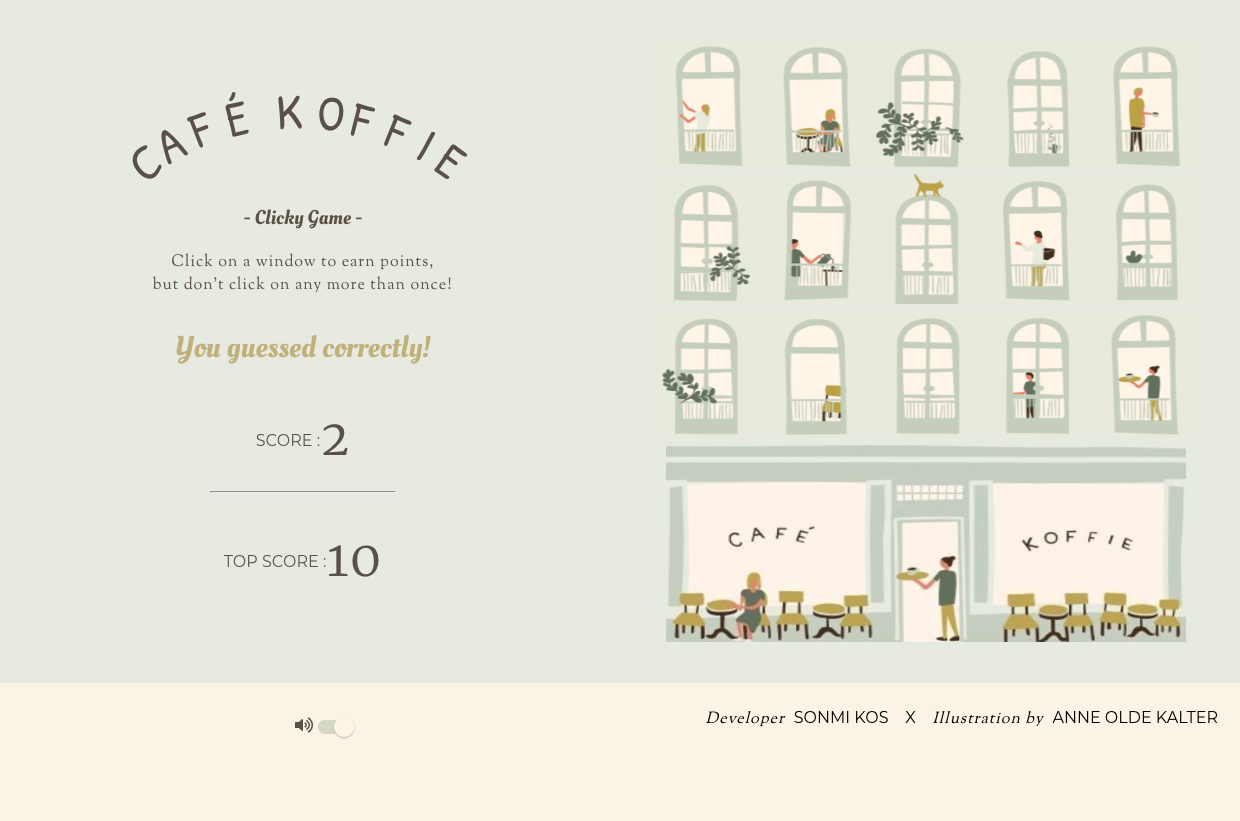 CAFÉ KOFFIE
- Clicky Game -
Click on a window to earn points,
but don't click on any more than once!
You guessed correctly!
SCORE : 2
TOP SCORE : 10
CAFÉ
KOFFIE
Developer SONMI KOS X Illustration by ANNE OLDE KALTER